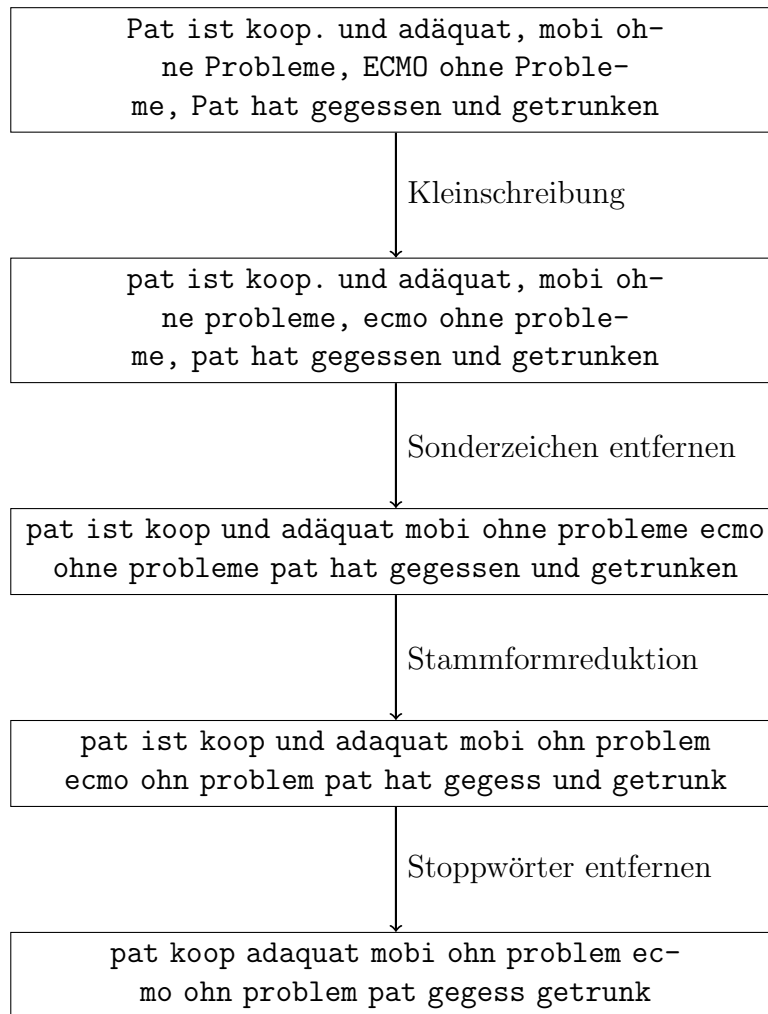 Pat ist koop. und adäquat, mobi oh-
ne Probleme, ECMO ohne Proble-
me, Pat hat gegessen und getrunken
Kleinschreibung
pat ist koop. und adäquat, mobi oh-
ne probleme, ecmo ohne proble-
me, pat hat gegessen und getrunken
Sonderzeichen entfernen
pat ist koop und adäquat mobi ohne probleme ecmo
ohne probleme pat hat gegessen und getrunken
Stammformreduktion
pat ist koop und adaquat mobi ohn problem
ecmo ohn problem pat hat gegess und getrunk
Stoppwörter entfernen
pat koop adaquat mobi ohn problem ec-
mo ohn problem pat gegess getrunk